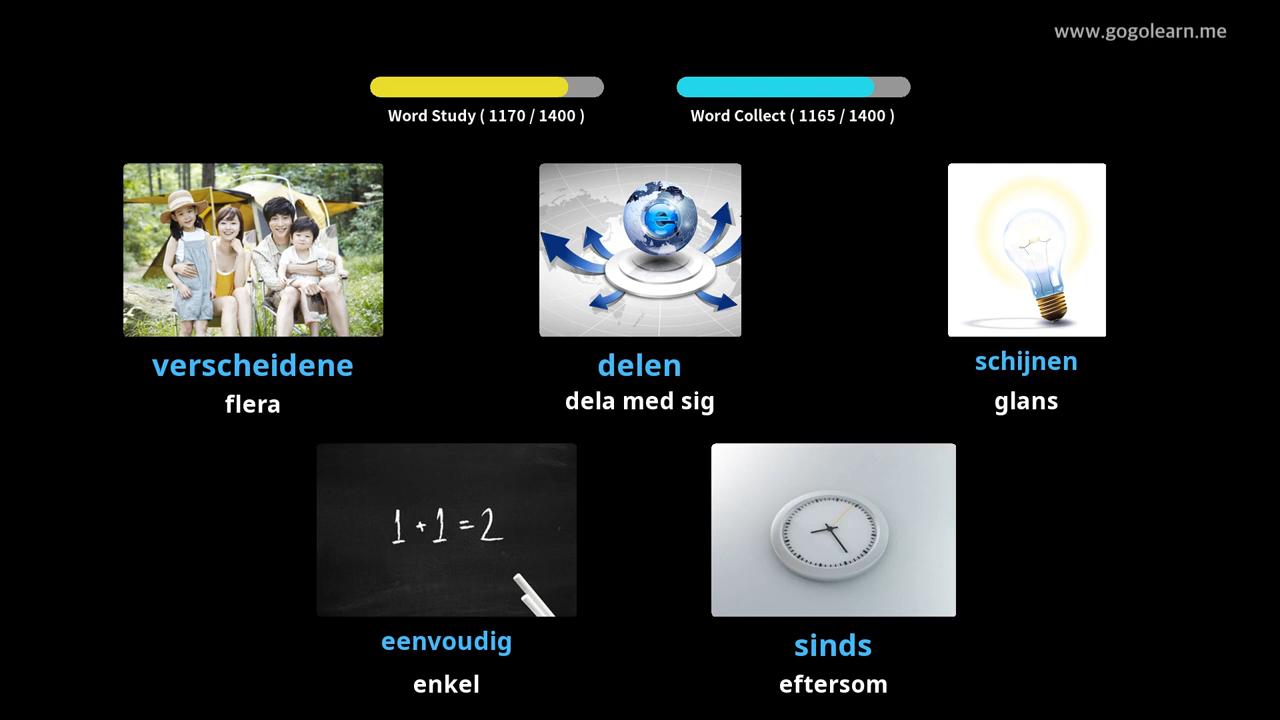 www.gogolearn.me
Word Study ( 1170 / 1400 )
Word Collect ( 1165 / 1400 )
e
verscheidene
flera
delen
dela med sig
schijnen
glans
1 + 1 = 2
eenvoudig
enkel
sinds
eftersom